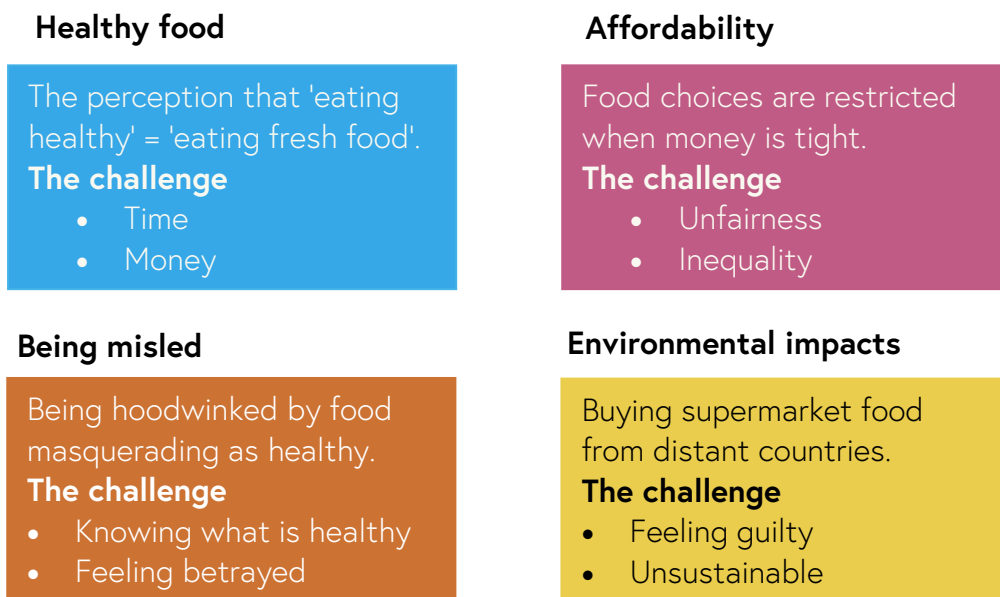 Healthy food
The perception that 'eating
healthy' = 'eating fresh food'.
The challenge
• Time
• Money
Affordability
Food choices are restricted
when money is tight.
The challenge
• Unfairness
• Inequality
Being misled
Being hoodwinked by food
masquerading as healthy.
The challenge
• Knowing what is healthy
• Feeling betrayed
Environmental impacts
Buying supermarket food
from distant countries.
The challenge
• Feeling guilty
• Unsustainable